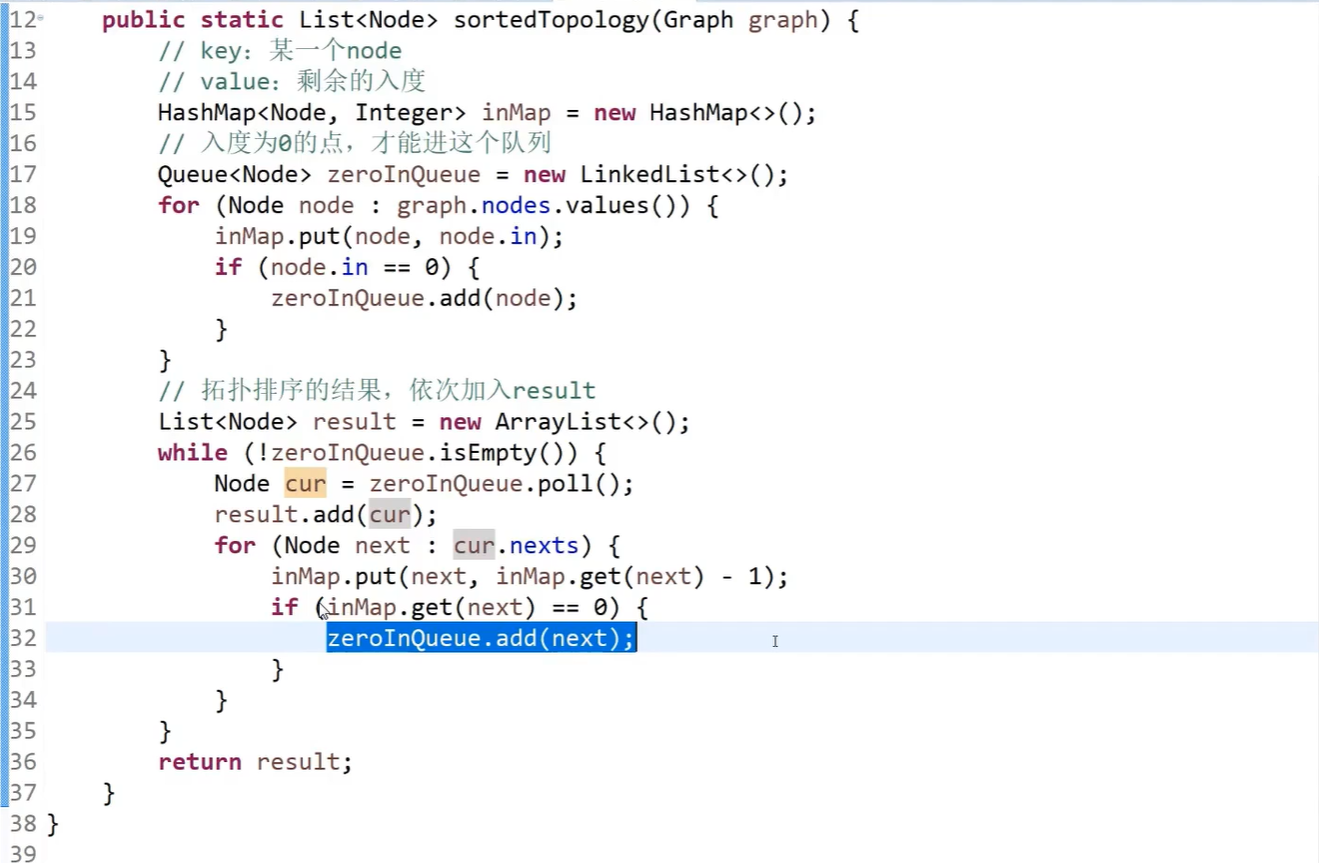 12    public static List<Node> sortedTopology(Graph graph) {
13        // key：某一个node
14        // value：剩余的入度
15        HashMap<Node, Integer> inMap = new HashMap<>();
16        // 入度为0的点，才能进这个队列
17        Queue<Node> zeroInQueue = new LinkedList<>();
18        for (Node node : graph.nodes.values()) {
19            inMap.put(node, node.in);
20            if (node.in == 0) {
21                zeroInQueue.add(node);
22            }
23        }
24        // 拓扑排序的结果，依次加入result
25        List<Node> result = new ArrayList<>();
26        while (!zeroInQueue.isEmpty()) {
27            Node cur = zeroInQueue.poll();
28            result.add(cur);
29            for (Node next : cur.nexts) {
30                inMap.put(next, inMap.get(next) - 1);
31                if (inMap.get(next) == 0) {
32                    zeroInQueue.add(next);
33                }
34            }
35        }
36        return result;
37    }
38 }
39